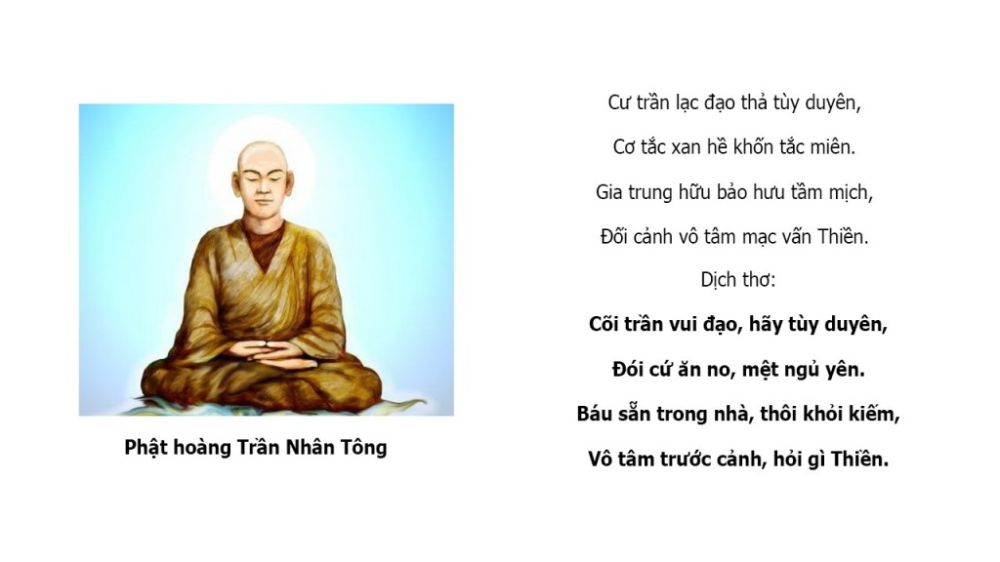 Cư trần lạc đạo thả tùy duyên,
Cơ tắc xan hề khốn tắc miên.
Gia trung hữu bảo hưu tầm mịch,
Đối cảnh vô tâm mạc vấn Thiền.
Dịch thơ:
Cõi trần vui đạo, hãy tùy duyên,
Đói cứ ăn no, mệt ngủ yên.
Báu sẵn trong nhà, thôi khỏi kiếm,
Vô tâm trước cảnh, hỏi gì Thiền.
Phật hoàng Trần Nhân Tông